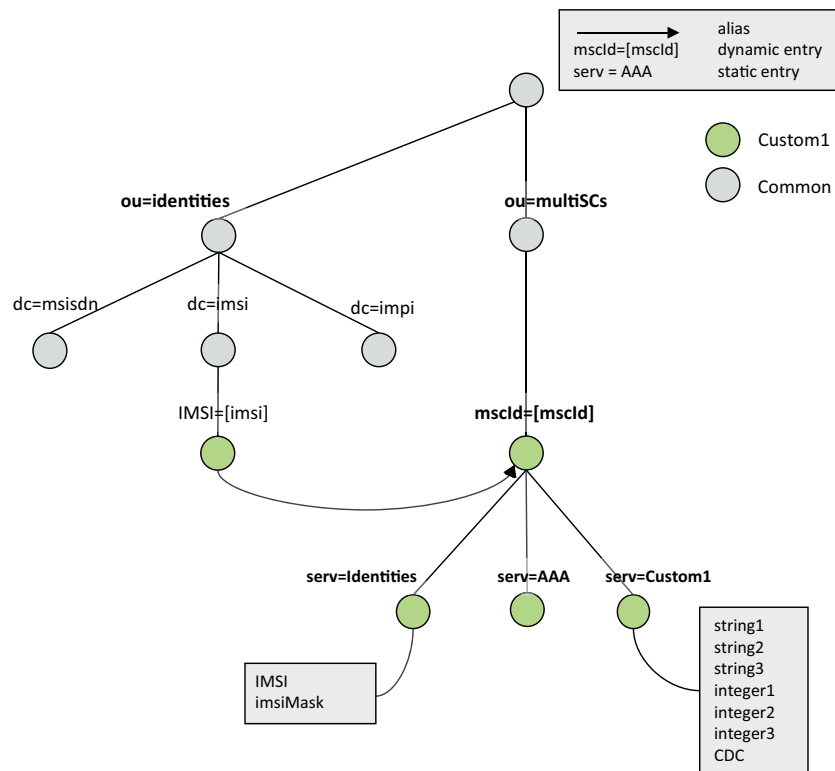 alias
mscId=[mscId] dynamic entry
serv = AAA static entry
Custom1
Common
ou=identities
ou=multiSCs
dc=msisdn
dc=imsi
dc=impi
IMSI=[imsi]
mscId=[mscId]
serv=Identities
serv=AAA
serv=Custom1
IMSI
imsiMask
string1
string2
string3
integer1
integer2
integer3
CDC